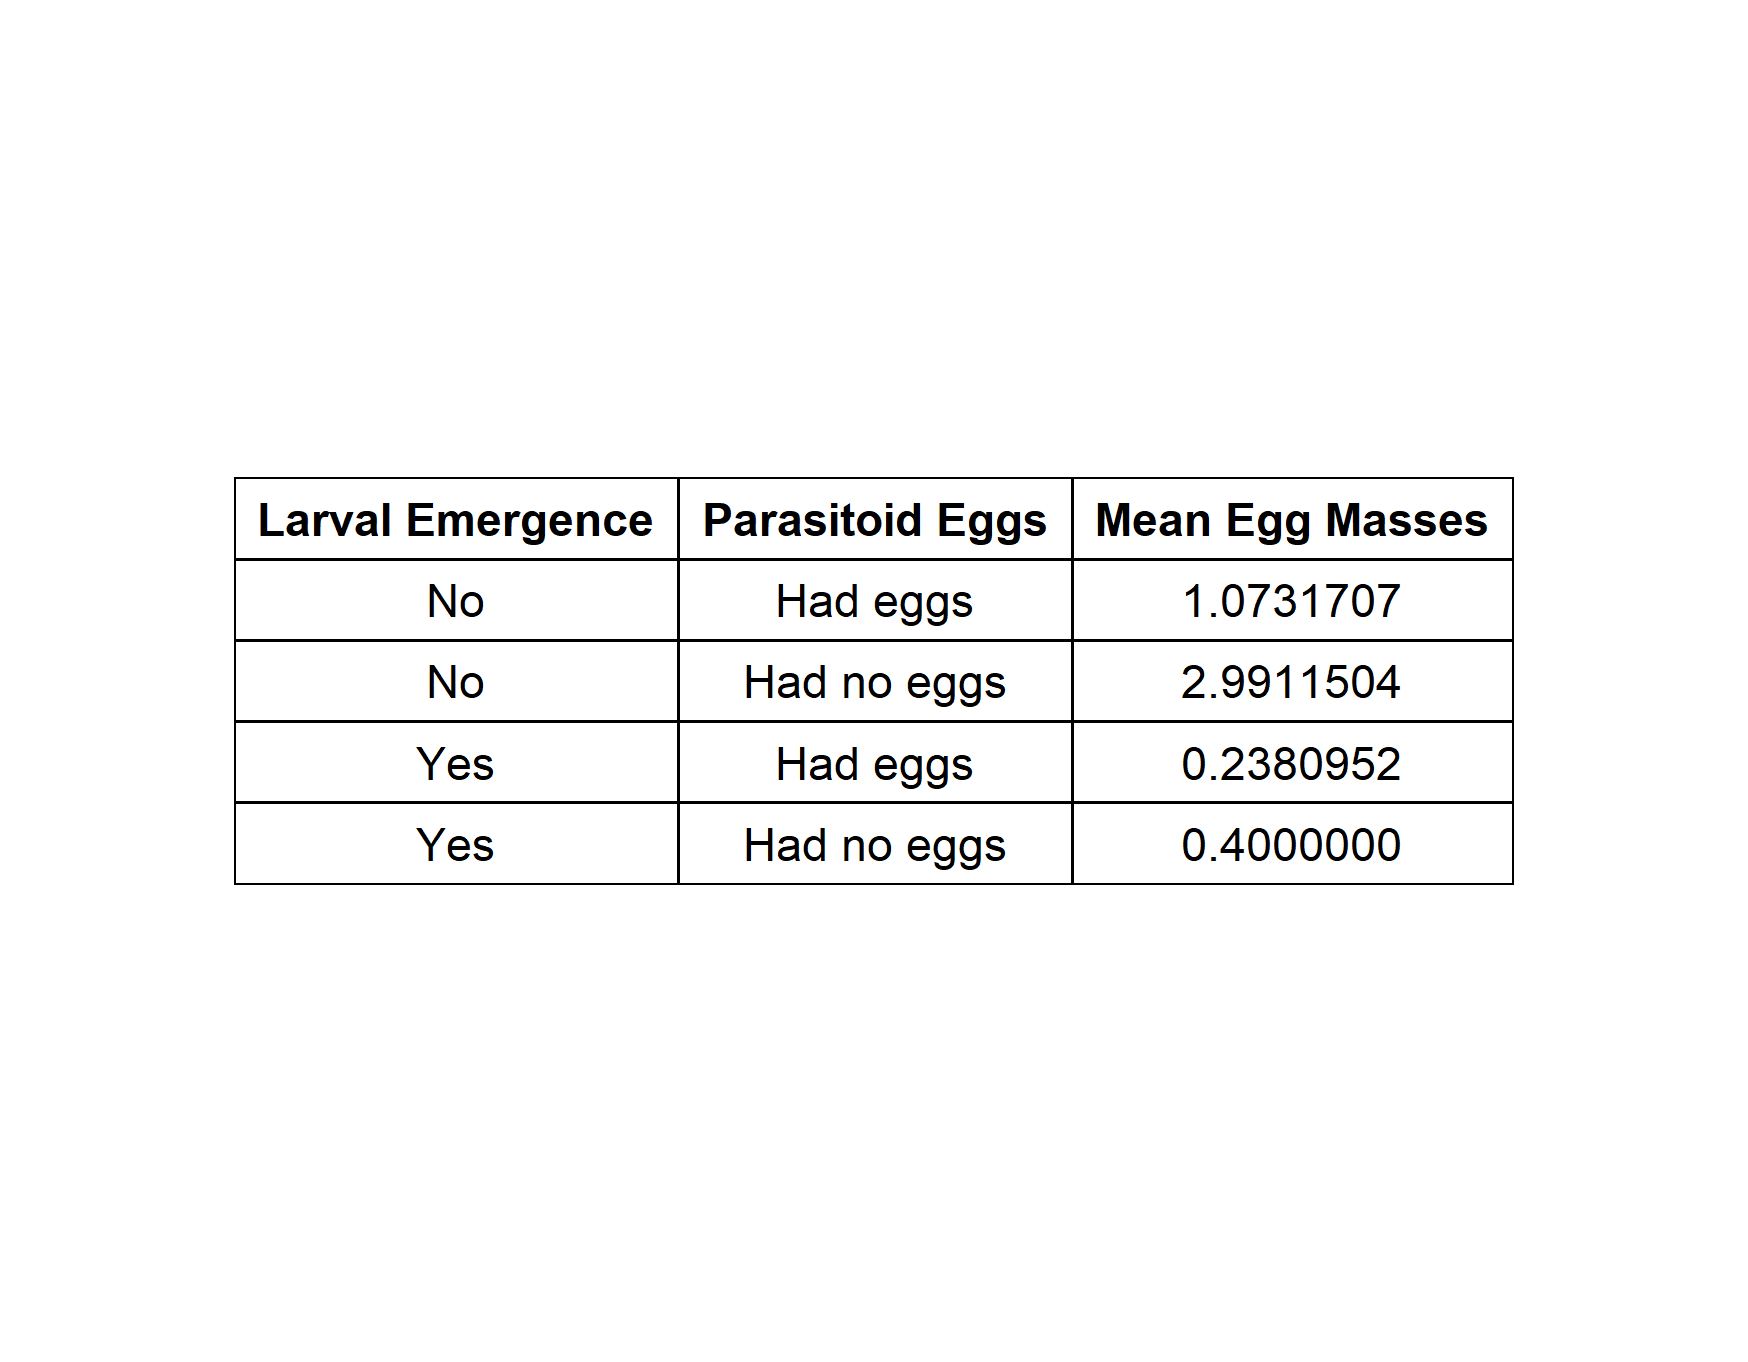 Larval Emergence Parasitoid Eggs Mean Egg Masses
No Had eggs 1.0731707
No Had no eggs 2.9911504
Yes Had eggs 0.2380952
Yes Had no eggs 0.4000000